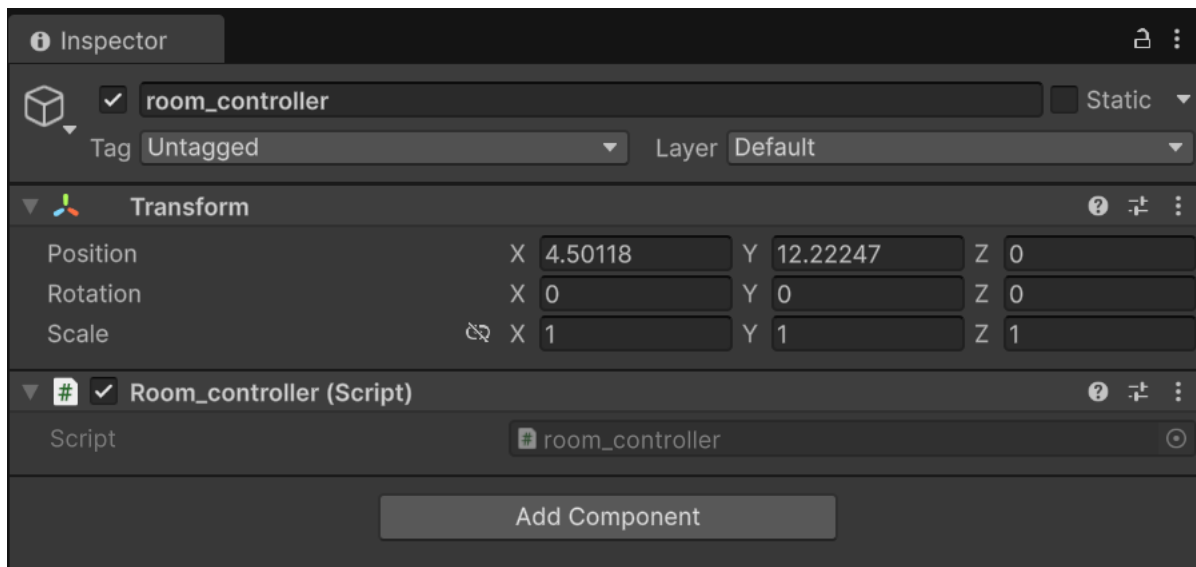 Inspector
room_controller Static
Tag Untagged Layer Default
Transform
Position X 4.50118 Y 12.22247 Z 0
Rotation X 0 Y 0 Z 0
Scale X 1 Y 1 Z 1
# Room_controller (Script)
Script # room_controller
Add Component